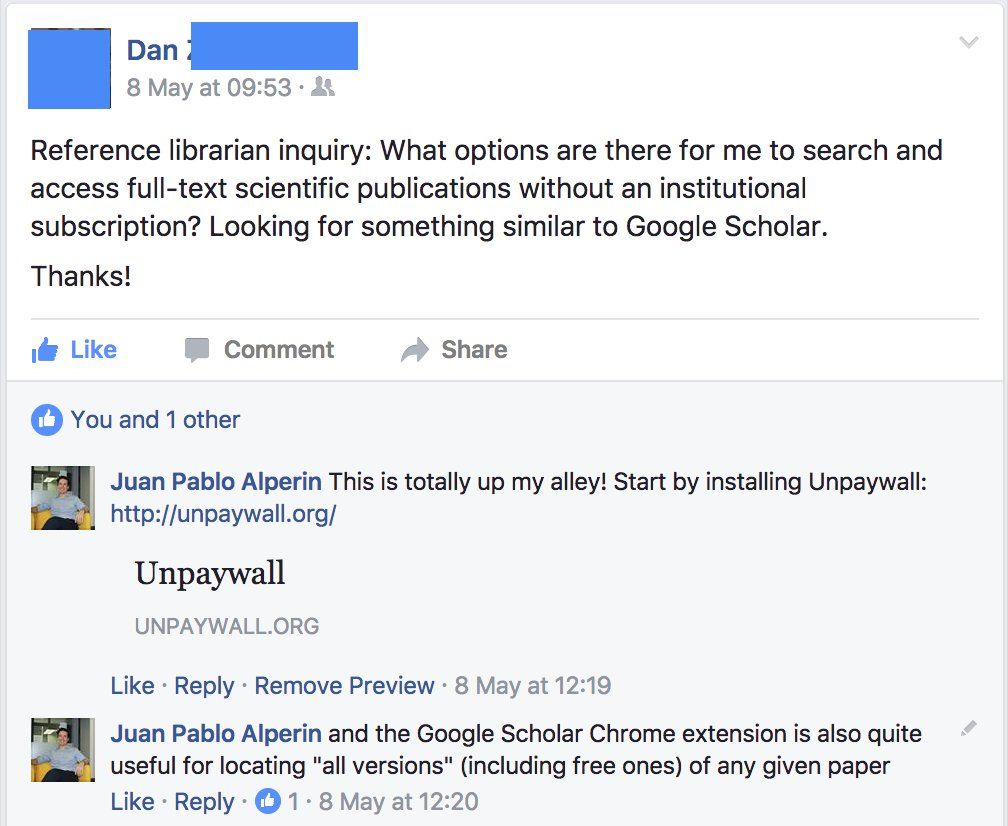 Dan
8 May at 09:53 ·
Reference librarian inquiry: What options are there for me to search and
access full-text scientific publications without an institutional
subscription? Looking for something similar to Google Scholar.
Thanks!
Like Comment Share
You and 1 other
Juan Pablo Alperin This is totally up my alley! Start by installing Unpaywall:
http://unpaywall.org/
Unpaywall
UNPAYWALL.ORG
Like · Reply · Remove Preview · 8 May at 12:19
Juan Pablo Alperin and the Google Scholar Chrome extension is also quite
useful for locating "all versions" (including free ones) of any given paper
Like · Reply · 1 · 8 May at 12:20